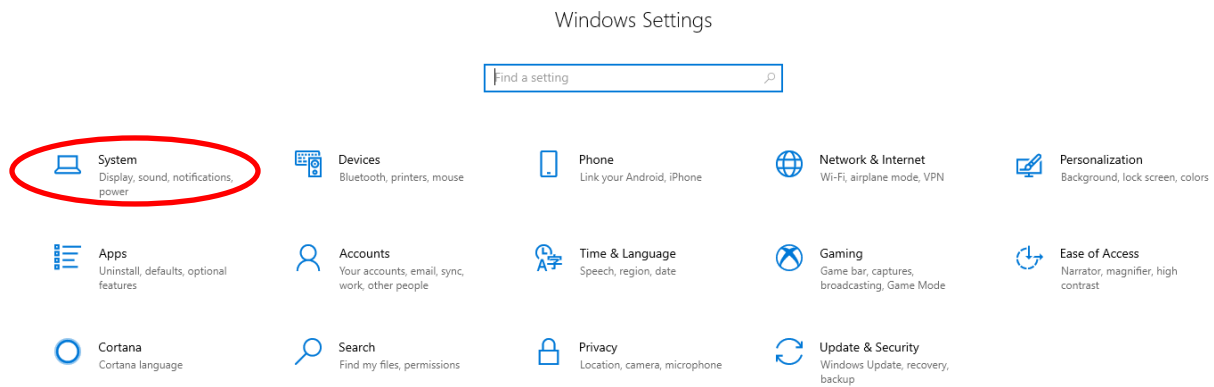 Windows Settings
Find a setting
System
Display, sound, notifications,
power
Devices
Bluetooth, printers, mouse
Phone
Link your Android, iPhone
Network & Internet
Wi-Fi, airplane mode, VPN
Personalization
Background, lock screen, colors
Apps
Uninstall, defaults, optional
features
Accounts
Your accounts, email, sync,
work, other people
Time & Language
Speech, region, date
Gaming
Game bar, captures,
broadcasting, Game Mode
Ease of Access
Narrator, magnifier, high
contrast
Cortana
Cortana language
Search
Find my files, permissions
Privacy
Location, camera, microphone
Update & Security
Windows Update, recovery,
backup